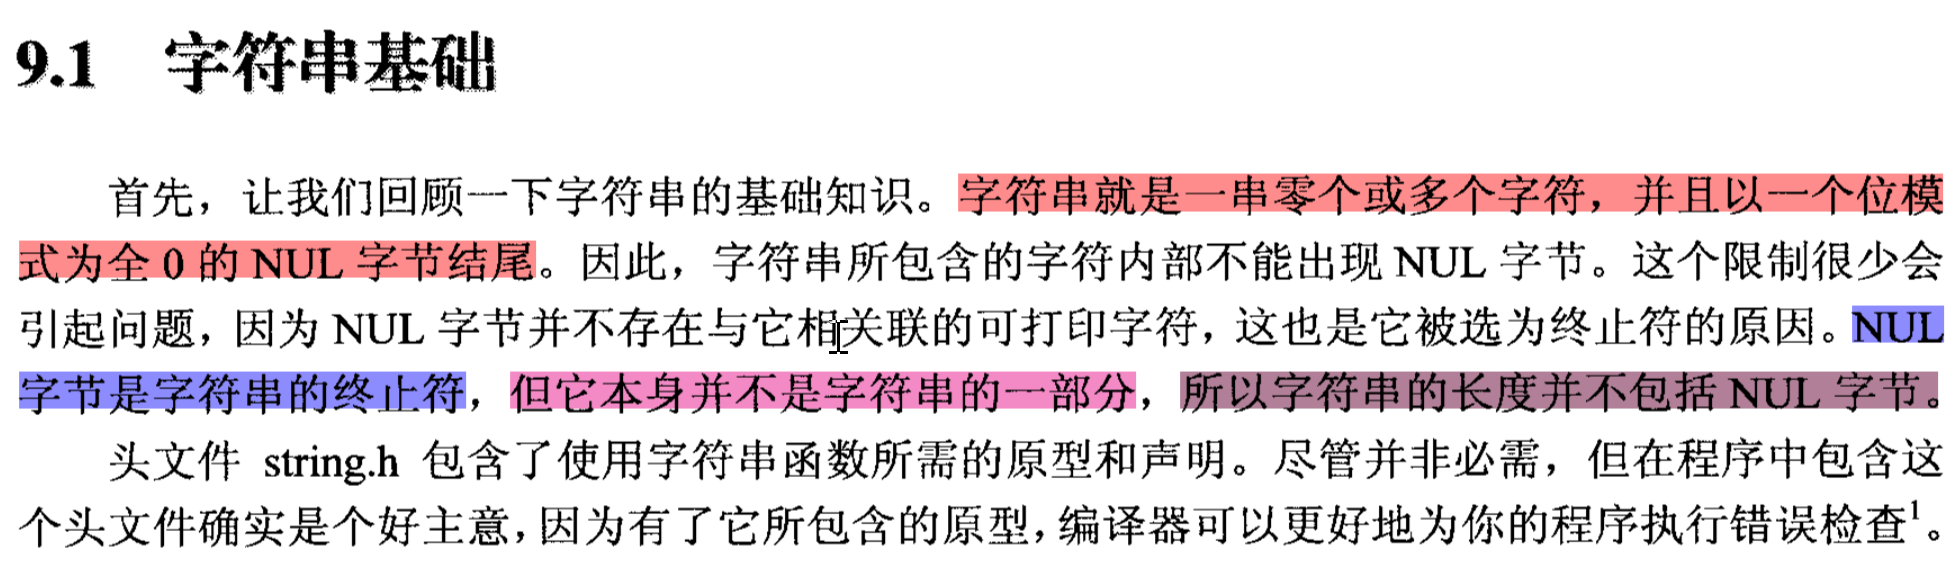 9.1 字符串基础
首先，让我们回顾一下字符串的基础知识。字符串就是一串零个或多个字符，并且以一个位模
式为全 0 的 NUL 字节结尾。因此，字符串所包含的字符内部不能出现 NUL 字节。这个限制很少会
引起问题，因为 NUL 字节并不存在与它相关联的可打印字符，这也是它被选为终止符的原因。NUL
字节是字符串的终止符，但它本身并不是字符串的一部分，所以字符串的长度并不包括 NUL 字节。
头文件 string.h 包含了使用字符串函数所需的原型和声明。尽管并非必需，但在程序中包含这
个头文件确实是个好主意，因为有了它所包含的原型，编译器可以更好地为你的程序执行错误检查¹。